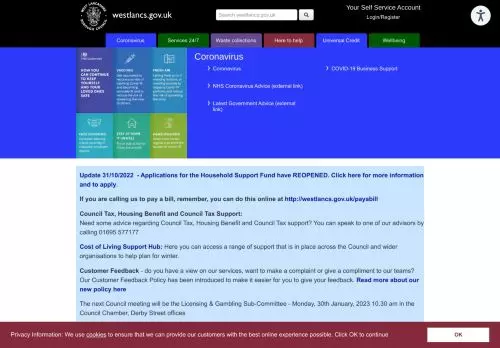 westlancs.gov.uk
Search westlancs.gov.uk
Your Self Service Account
Login/Register
Coronavirus
Services 24/7
Waste collections
Here to help
Universal Credit
Wellbeing
Coronavirus
Coronavirus
COVID-19 Business Support
NHS Coronavirus Advice (external link)
Latest Government Advice (external
link)
HOW YOU CAN
CONTINUE TO
KEEP
YOURSELF AND
YOUR LOVED
ONES SAFE
Update 31/10/2022 - Applications for the Household Support Fund have REOPENED. Click here for more information
and to apply.
If you are calling us to pay a bill, remember, you can do this online at http://westlancs.gov.uk/payabill!
Council Tax, Housing Benefit and Council Tax Support:
Need some advice regarding Council Tax, Housing Benefit and Council Tax support? You can speak to one of our advisors by
calling 01695 577177
Cost of Living Support Hub: Here you can access a range of support that is in place across the Council and wider
organisations to help plan for winter.
Customer Feedback - do you have a view on our services, want to make a complaint or give a compliment to our teams?
Our Customer Feedback Policy has been introduced to make it easier for you to give your feedback. Read more about our
new policy here
The next Council meeting will be the Licensing & Gambling Sub-Committee - Monday, 30th January, 2023 10.30 am in
the Council Chamber, Derby Street offices
Privacy Information: We use cookies to ensure that we can provide our customers with the best online experience possible. Click OK to continue
OK